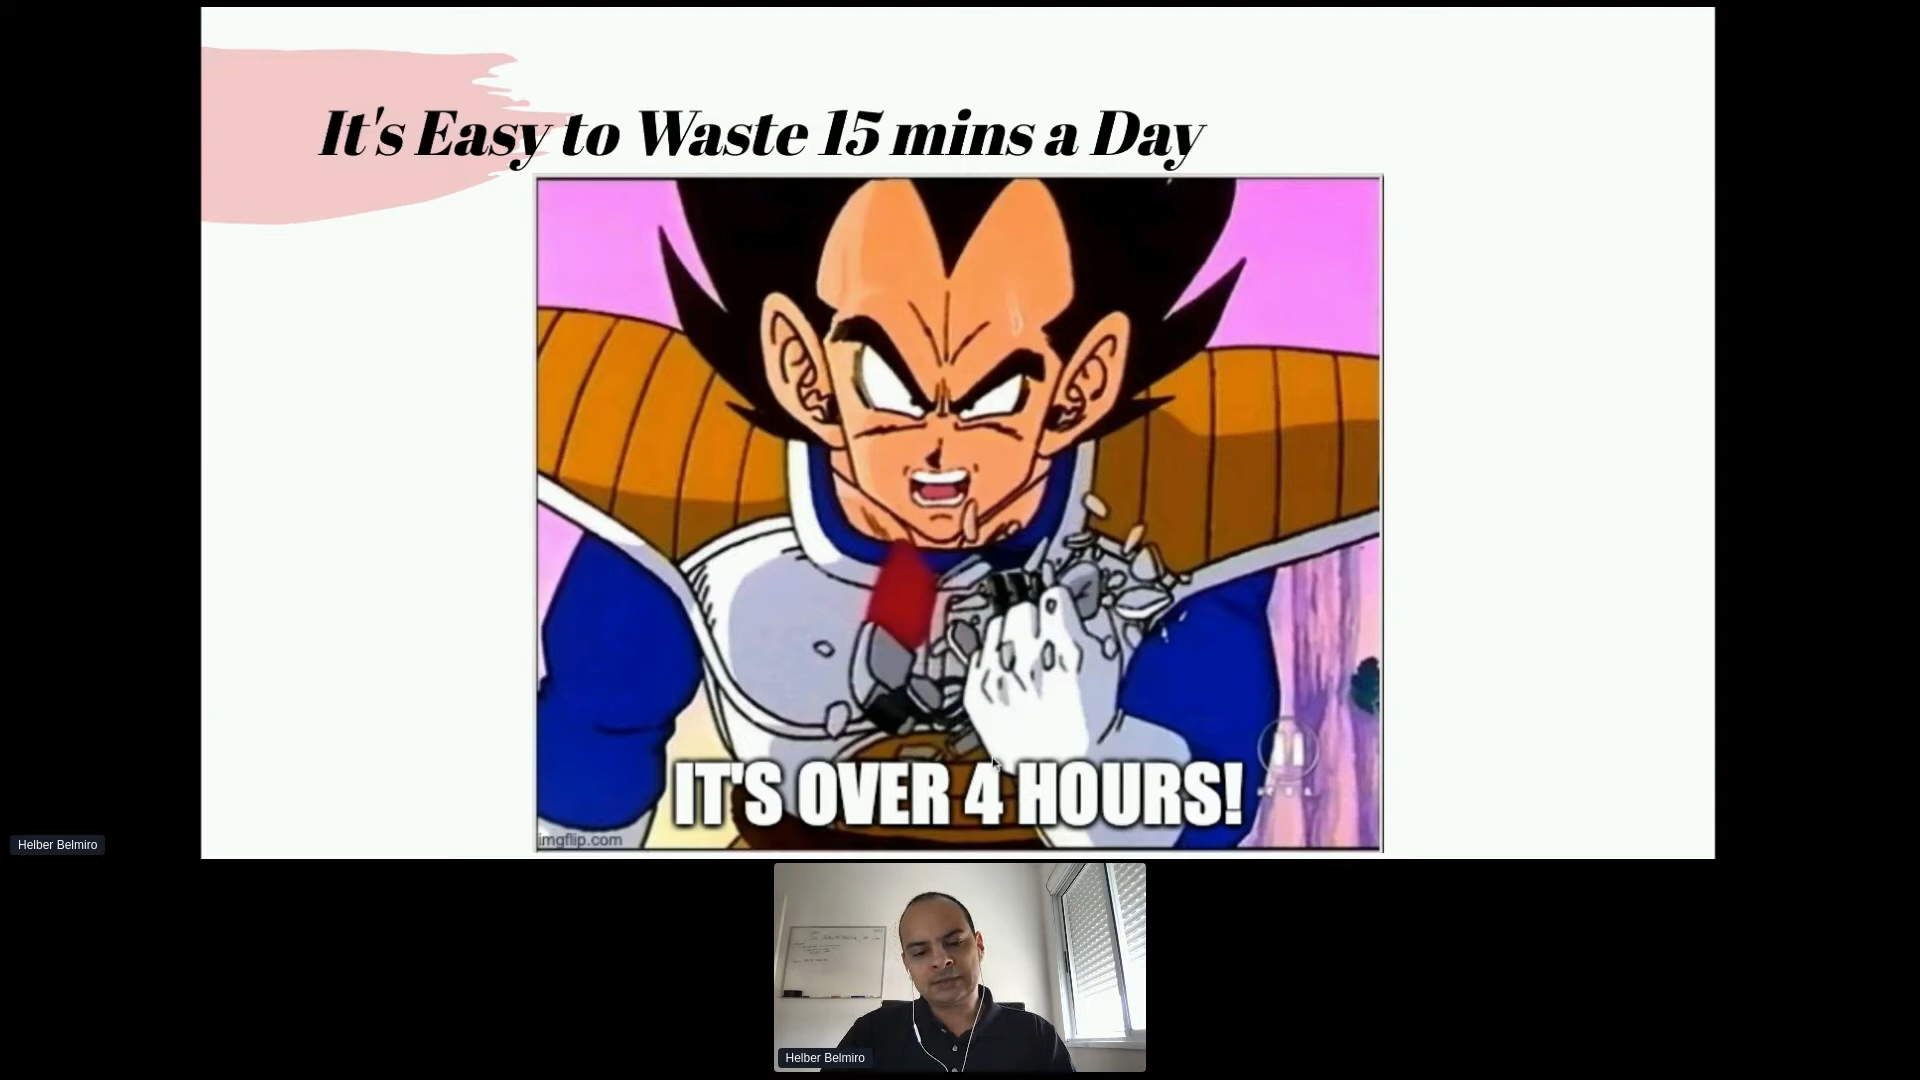 It's Easy to Waste 15 mins a Day
IT'S OVER 4 HOURS!
imgflip.com
Helber Belmiro
Helber Belmiro